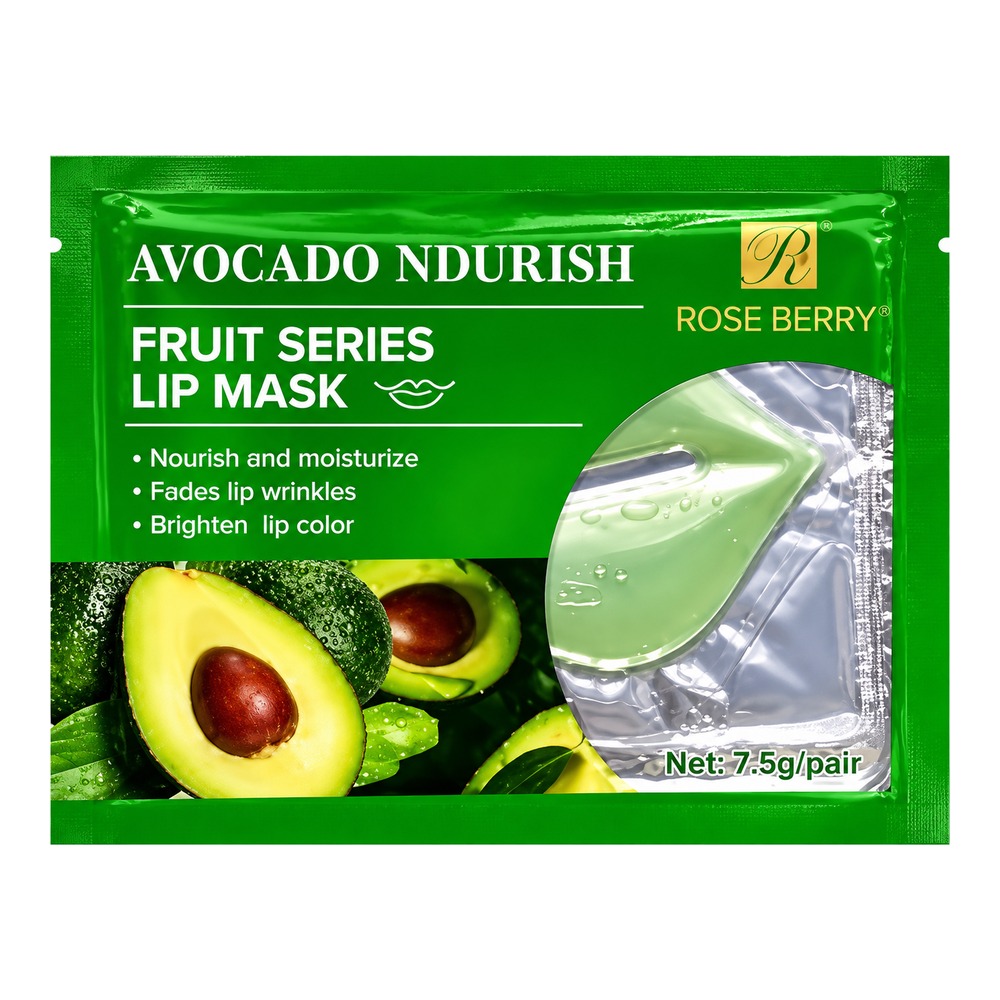 AVOCADO NDURISH
R®
ROSE BERRY®
FRUIT SERIES
LIP MASK
• Nourish and moisturize
• Fades lip wrinkles
• Brighten lip color
Net: 7.5g/pair